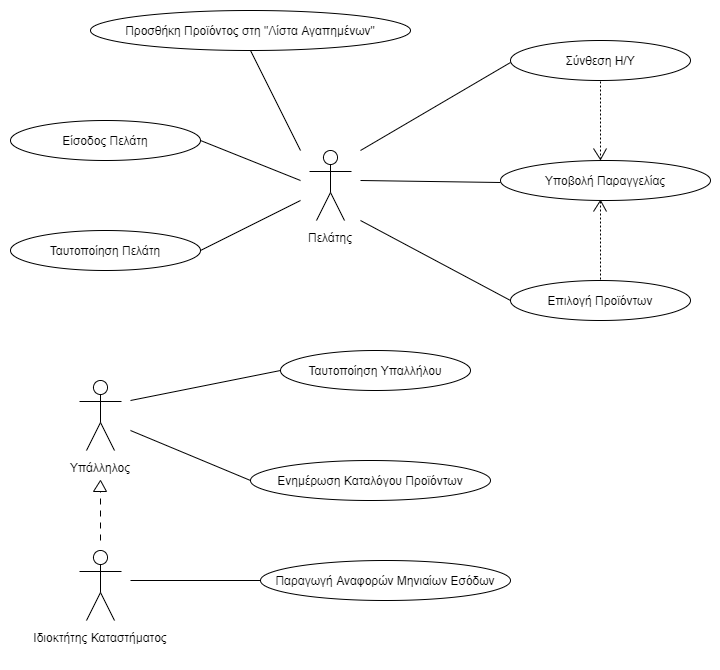 Προσθήκη Προϊόντος στη "Λίστα Αγαπημένων"
Σύνθεση Η/Υ
Είσοδος Πελάτη
Υποβολή Παραγγελίας
Πελάτης
Ταυτοποίηση Πελάτη
Επιλογή Προϊόντων
Ταυτοποίηση Υπαλλήλου
Υπάλληλος
Ενημέρωση Καταλόγου Προϊόντων
Παραγωγή Αναφορών Μηνιαίων Εσόδων
Ιδιοκτήτης Καταστήματος